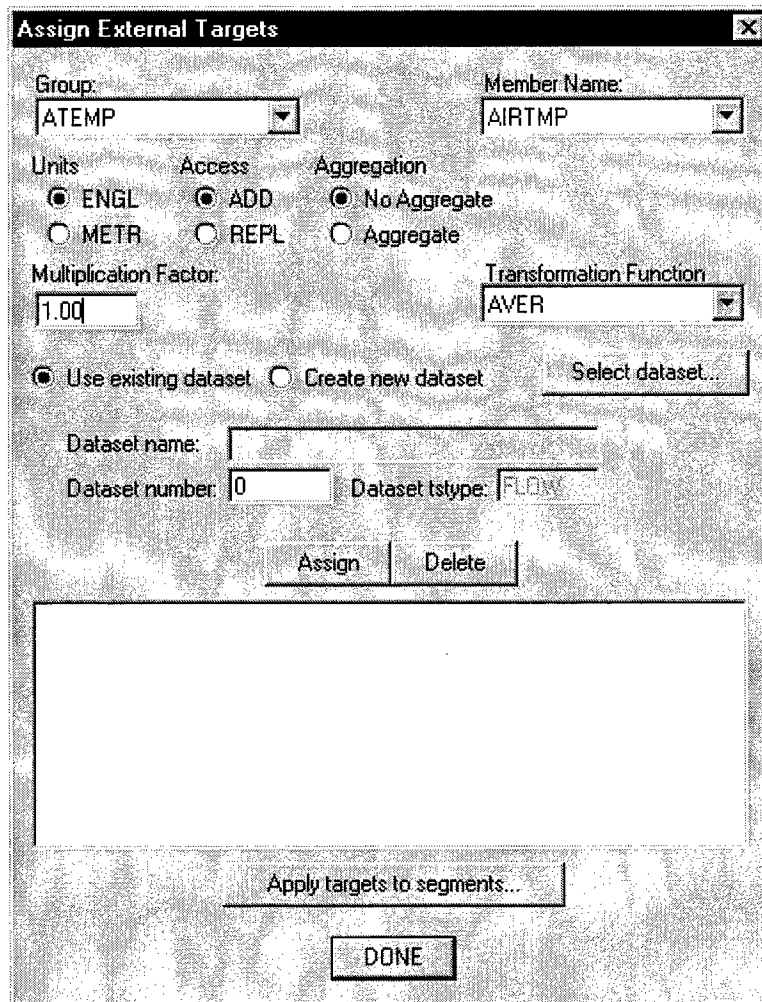 Assign External Targets
Group:
Member Name:
ATEMP
AIRTMP
Units Access Aggregation
ENGL ADD No Aggregate
METR REPL Aggregate
Multiplication Factor:
Transformation Function
1.00
AVER
Use existing dataset Create new dataset Select dataset...
Dataset name:
Dataset number: 0 Dataset tstype: FLOW
Assign Delete
Apply targets to segments...
DONE